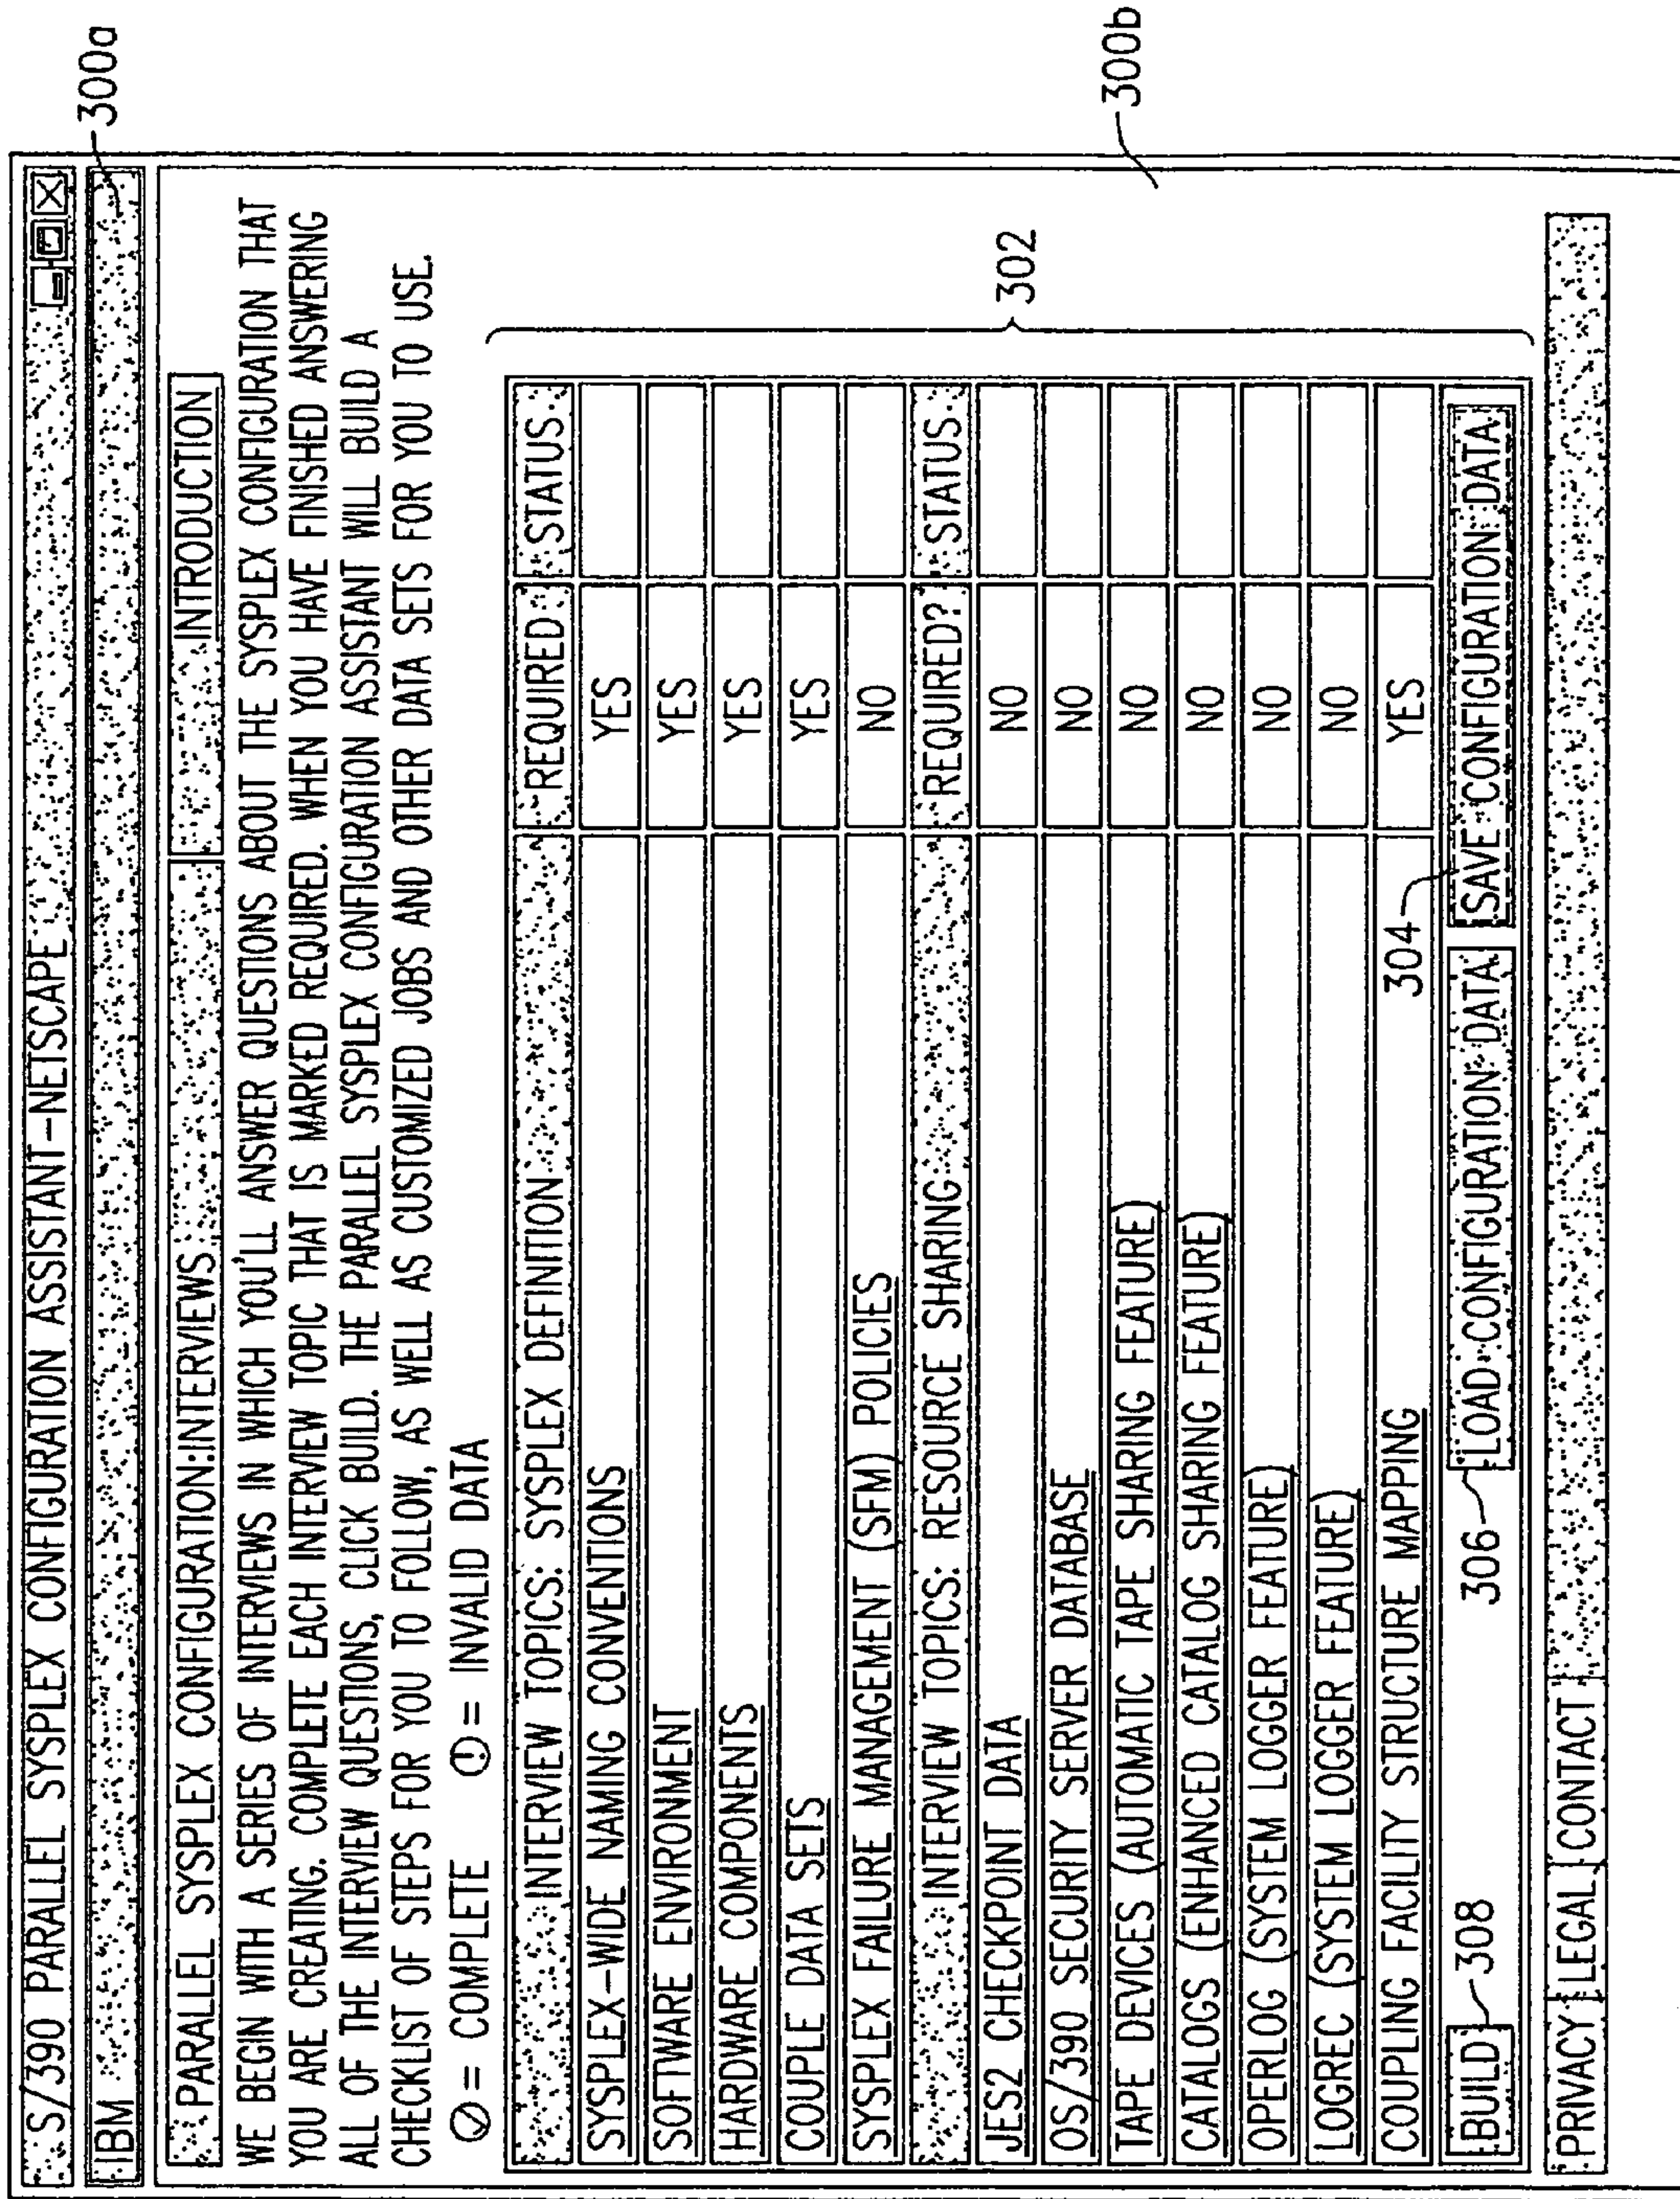 S/390 PARALLEL SYSPLEX CONFIGURATION ASSISTANT-NETSCAPE
IBM
300a
PARALLEL SYSPLEX CONFIGURATION:INTERVIEWS
INTRODUCTION
WE BEGIN WITH A SERIES OF INTERVIEWS IN WHICH YOU'LL ANSWER QUESTIONS ABOUT THE SYSPLEX CONFIGURATION THAT
YOU ARE CREATING. COMPLETE EACH INTERVIEW TOPIC THAT IS MARKED REQUIRED. WHEN YOU HAVE FINISHED ANSWERING
ALL OF THE INTERVIEW QUESTIONS, CLICK BUILD. THE PARALLEL SYSPLEX CONFIGURATION ASSISTANT WILL BUILD A
CHECKLIST OF STEPS FOR YOU TO FOLLOW, AS WELL AS CUSTOMIZED JOBS AND OTHER DATA SETS FOR YOU TO USE.
= COMPLETE ! = INVALID DATA
INTERVIEW TOPICS: SYSPLEX DEFINITION REQUIRED STATUS
SYSPLEX-WIDE NAMING CONVENTIONS YES
SOFTWARE ENVIRONMENT YES
HARDWARE COMPONENTS YES
COUPLE DATA SETS YES
SYSPLEX FAILURE MANAGEMENT (SFM) POLICIES NO
INTERVIEW TOPICS: RESOURCE SHARING REQUIRED? STATUS
JES2 CHECKPOINT DATA NO
OS/390 SECURITY SERVER DATABASE NO
TAPE DEVICES (AUTOMATIC TAPE SHARING FEATURE) NO
CATALOGS (ENHANCED CATALOG SHARING FEATURE) NO
OPERLOG (SYSTEM LOGGER FEATURE) NO
LOGREC (SYSTEM LOGGER FEATURE) NO
COUPLING FACILITY STRUCTURE MAPPING YES
302
300b
304
BUILD 308 306 LOAD CONFIGURATION DATA SAVE CONFIGURATION DATA
PRIVACY LEGAL CONTACT